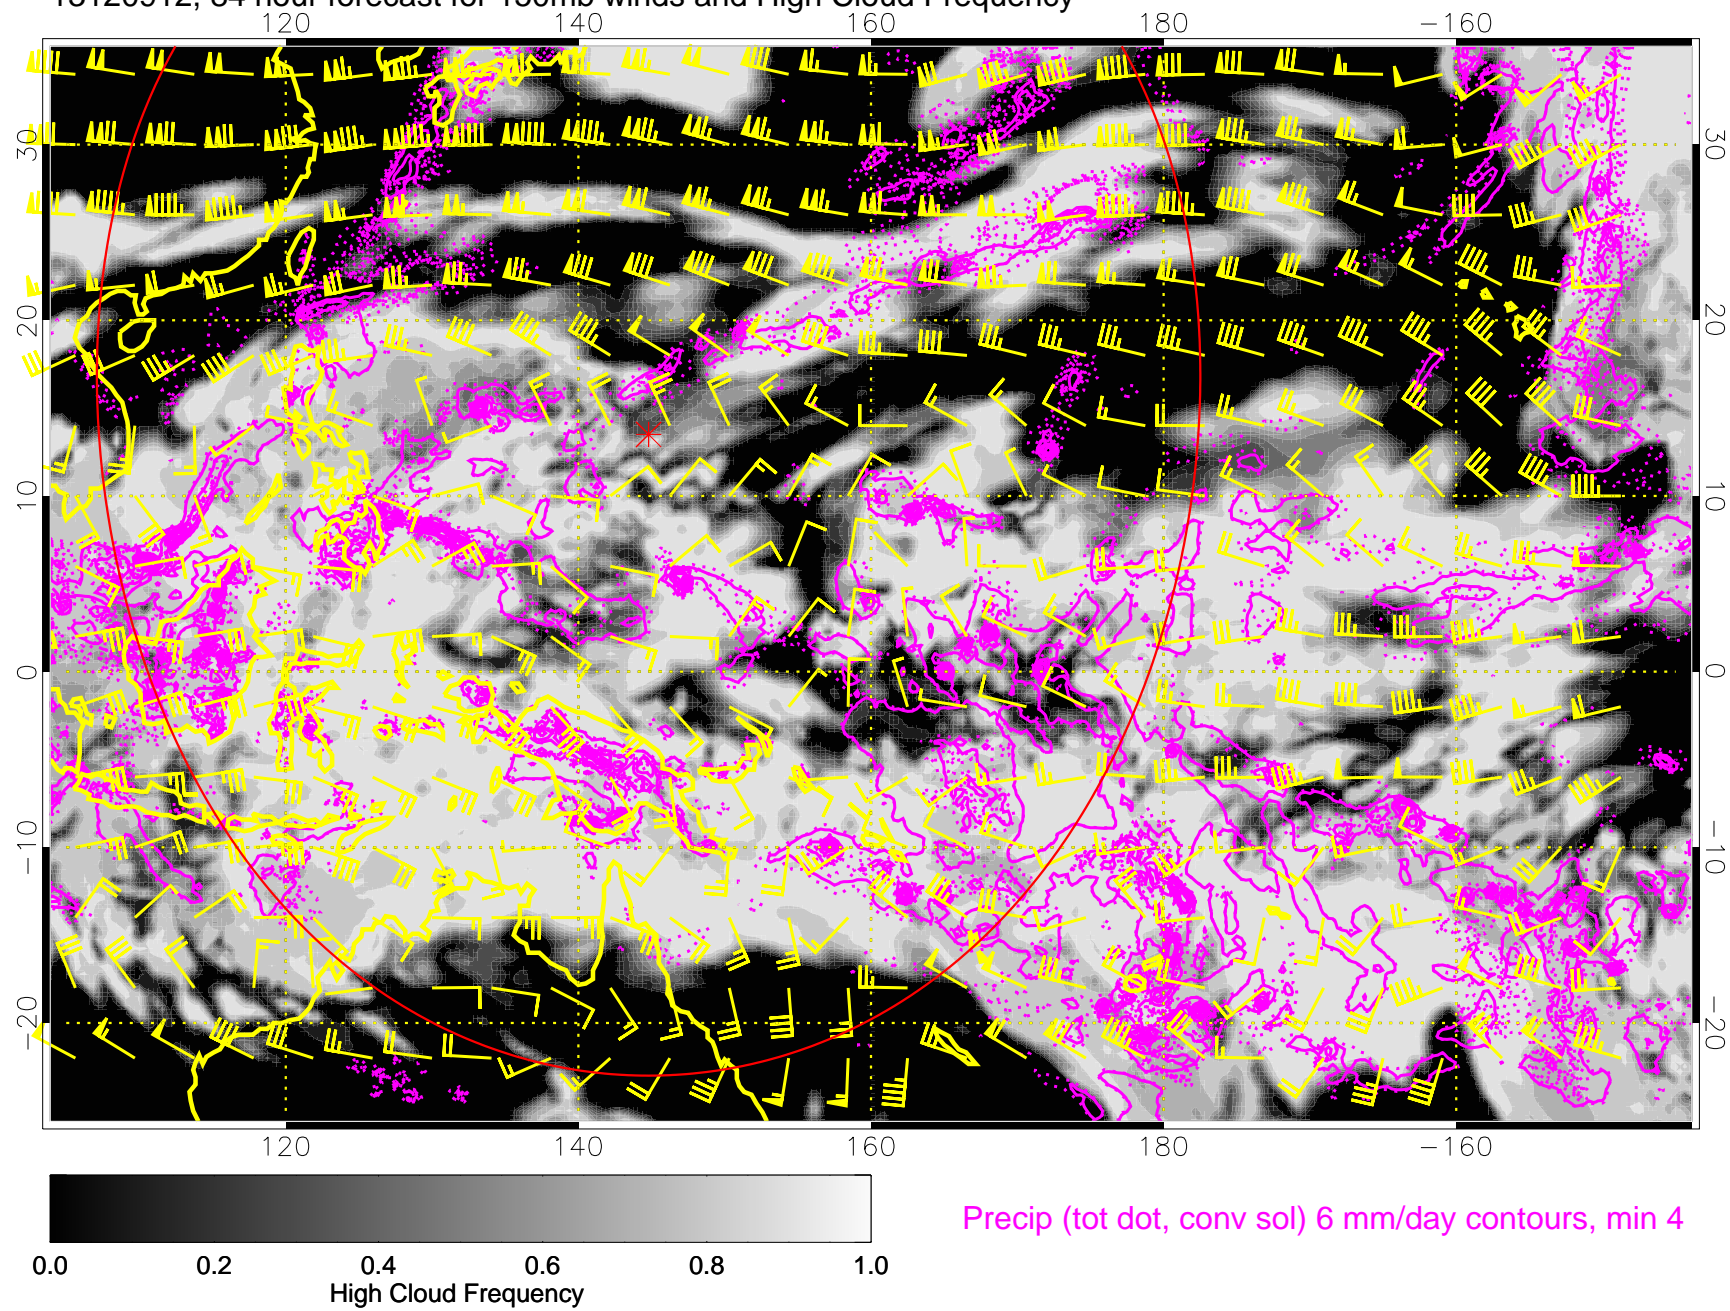 120 140 160 180 −160
30 30
20 20
10 10
0 0
−10 −10
−20 −20
120 140 160 180 −160
0.0 0.2 0.4 0.6 0.8 1.0
High Cloud Frequency
Precip (tot dot, conv sol) 6 mm/day contours, min 4